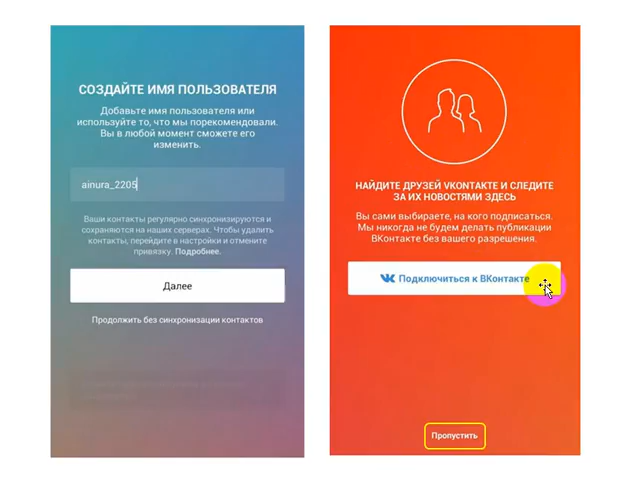 СОЗДАЙТЕ ИМЯ ПОЛЬЗОВАТЕЛЯ
Добавьте имя пользователя или
используйте то, что мы порекомендовали.
Вы в любой момент сможете его
изменить.
ainura_2205
Ваши контакты регулярно синхронизируются и
сохраняются на наших серверах. Чтобы удалить
контакты, перейдите в настройки и отмените
привязку. Подробнее.
Далее
Продолжить без синхронизации контактов
НАЙДИТЕ ДРУЗЕЙ VKОНТАКТЕ И СЛЕДИТЕ
ЗА ИХ НОВОСТЯМИ ЗДЕСЬ
Вы сами выбираете, на кого подписаться.
Мы никогда не будем делать публикации
ВКонтакте без вашего разрешения.
Подключиться к ВКонтакте
Пропустить